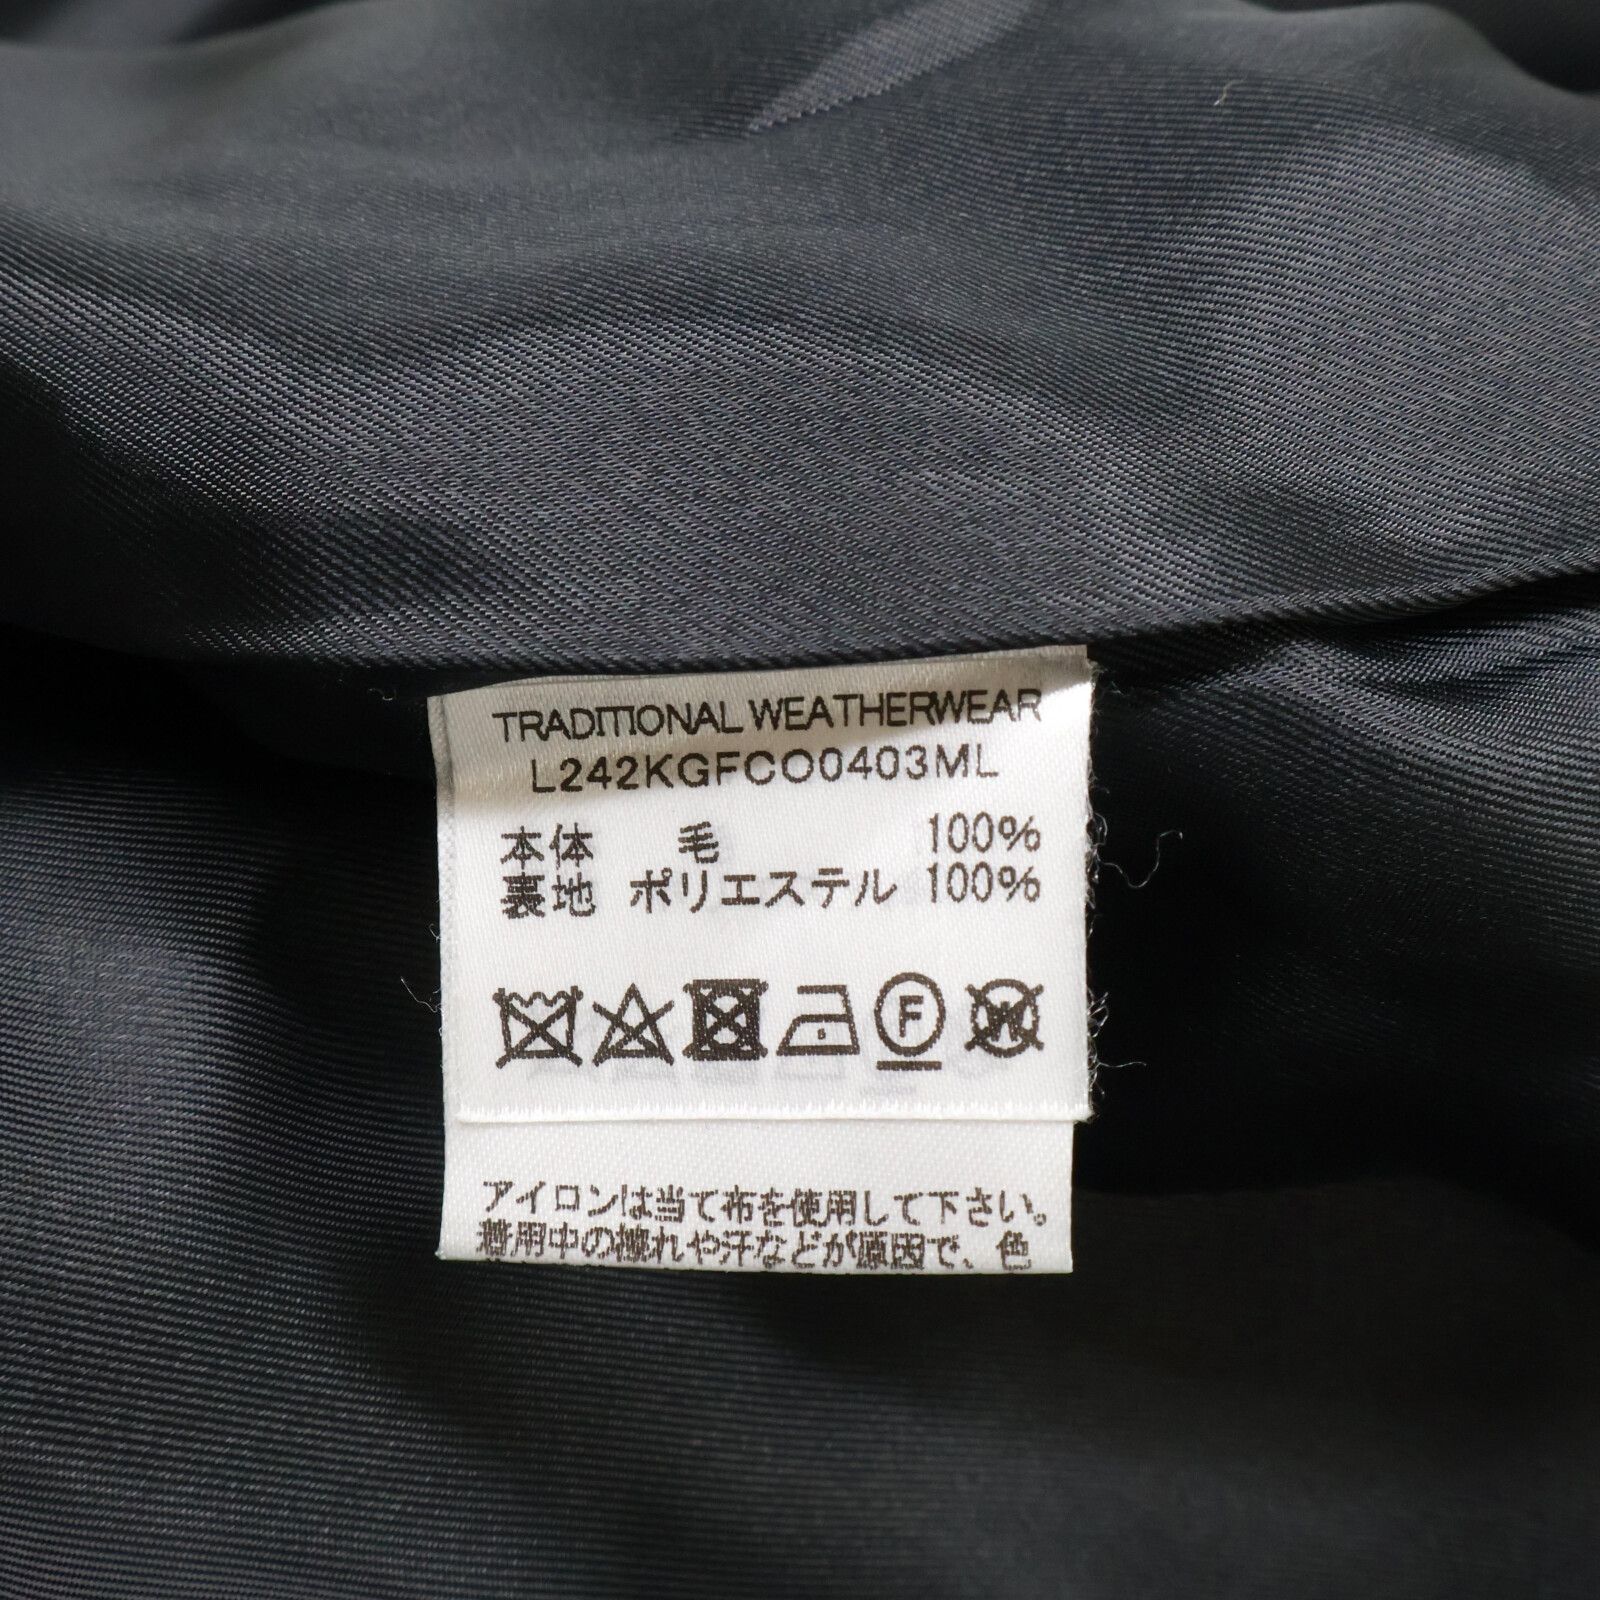 TRADITIONAL WEATHERWEAR
L242KGFCO0403ML
本体 毛 100%
裏地 ポリエステル 100%
F W
アイロンは当て布を使用して下さい。
着用中の擦れや汗などが原因で、色